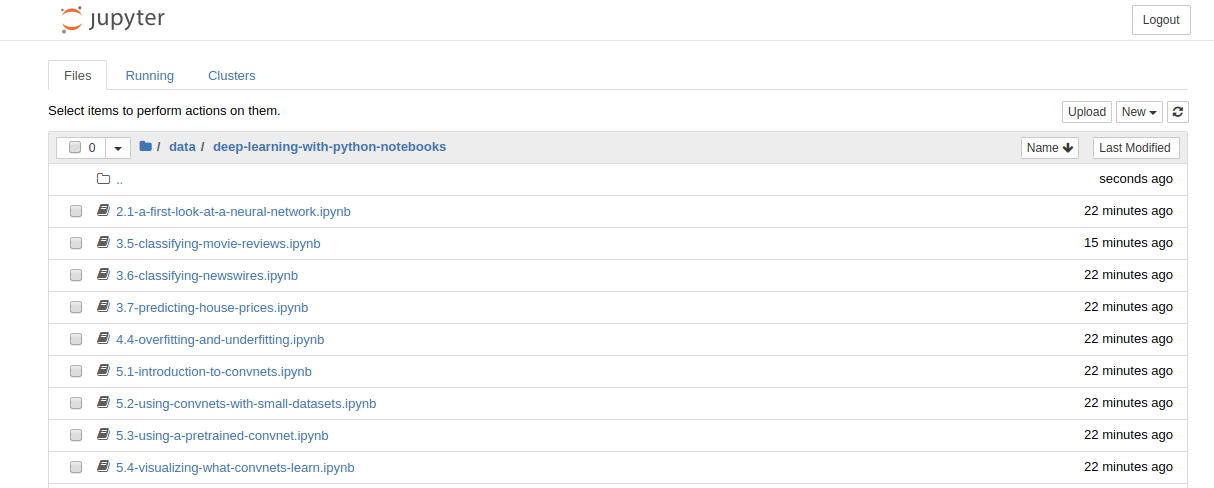 jupyter Logout
Files Running Clusters
Select items to perform actions on them. Upload New
0 / data / deep-learning-with-python-notebooks Name Last Modified
.. seconds ago
2.1-a-first-look-at-a-neural-network.ipynb 22 minutes ago
3.5-classifying-movie-reviews.ipynb 15 minutes ago
3.6-classifying-newswires.ipynb 22 minutes ago
3.7-predicting-house-prices.ipynb 22 minutes ago
4.4-overfitting-and-underfitting.ipynb 22 minutes ago
5.1-introduction-to-convnets.ipynb 22 minutes ago
5.2-using-convnets-with-small-datasets.ipynb 22 minutes ago
5.3-using-a-pretrained-convnet.ipynb 22 minutes ago
5.4-visualizing-what-convnets-learn.ipynb 22 minutes ago